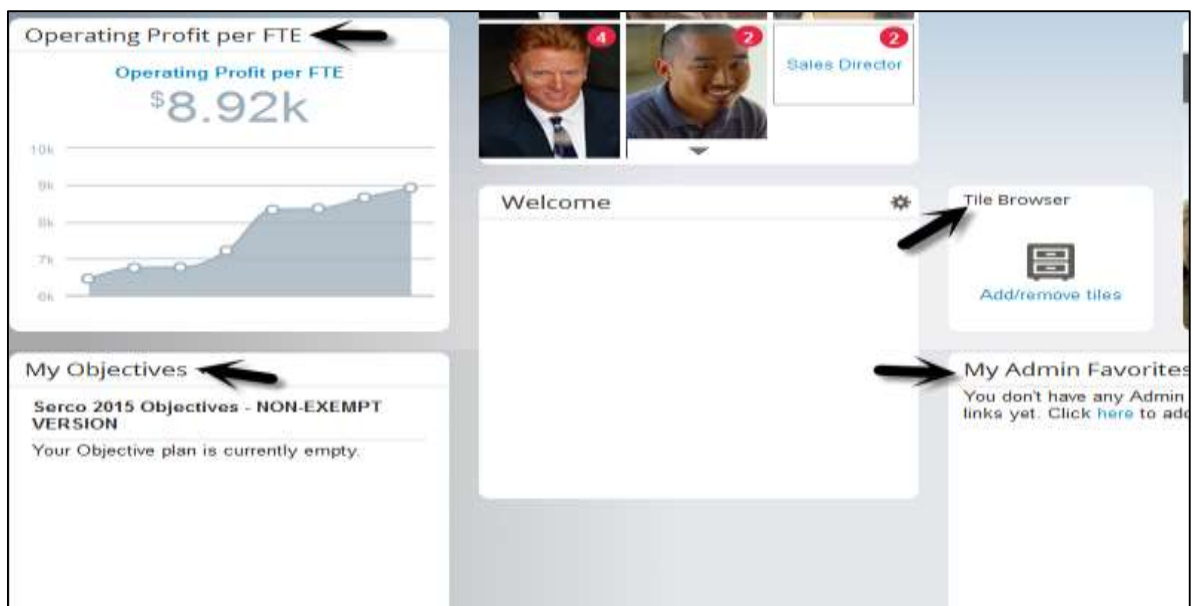 Operating Profit per FTE
Operating Profit per FTE
$8.92k
10k
9k
8k
7k
6k
My Objectives
Serco 2015 Objectives - NON-EXEMPT
VERSION
Your Objective plan is currently empty.
4
2
2
Sales Director
Welcome
Tile Browser
Add/remove tiles
My Admin Favorites
You don't have any Admin
links yet. Click here to